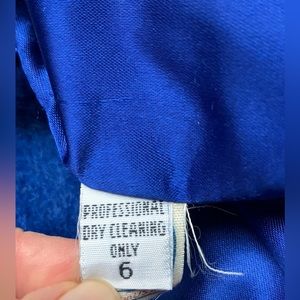 PROFESSIONAL
DRY CLEANING
ONLY
6